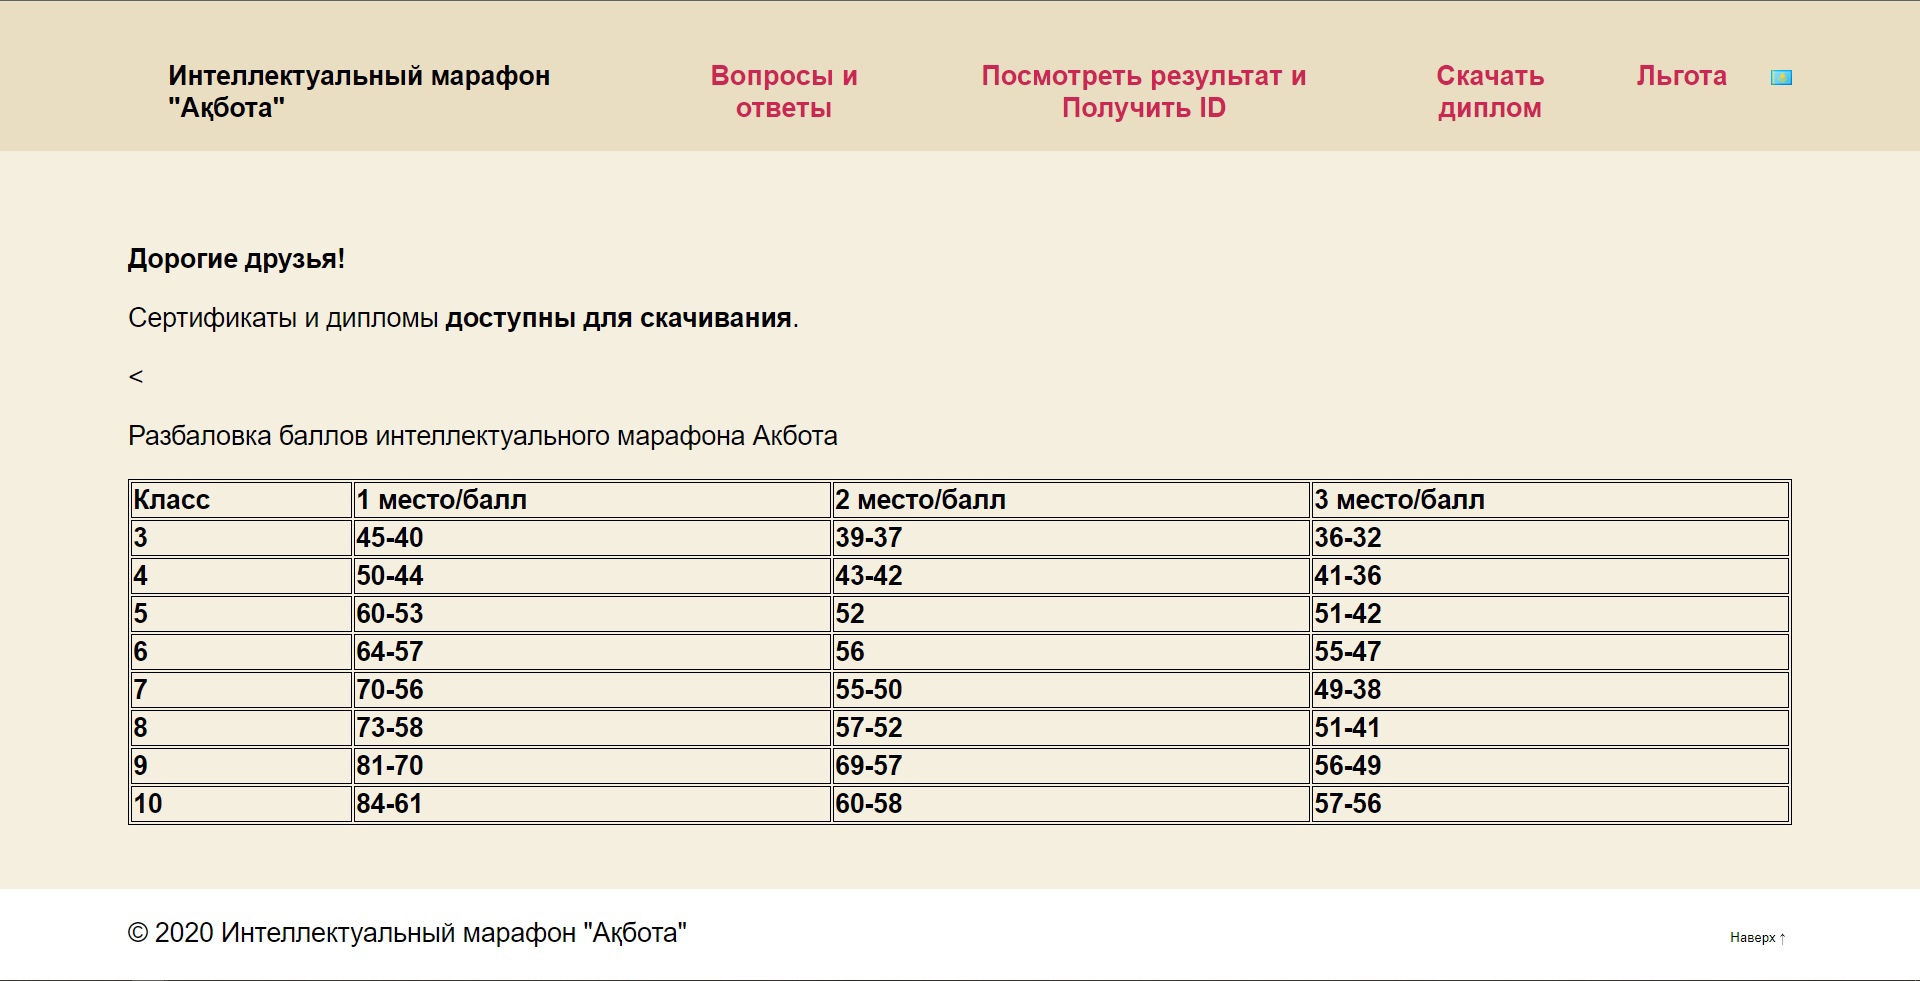 Интеллектуальный марафон
"Ақбота"
Вопросы и
ответы
Посмотреть результат и
Получить ID
Скачать
диплом
Льгота
Дорогие друзья!
Сертификаты и дипломы доступны для скачивания.
<
Разбаловка баллов интеллектуального марафона Акбота
Класс 1 место/балл 2 место/балл 3 место/балл
3 45-40 39-37 36-32
4 50-44 43-42 41-36
5 60-53 52 51-42
6 64-57 56 55-47
7 70-56 55-50 49-38
8 73-58 57-52 51-41
9 81-70 69-57 56-49
10 84-61 60-58 57-56
© 2020 Интеллектуальный марафон "Ақбота"
Наверх ↑